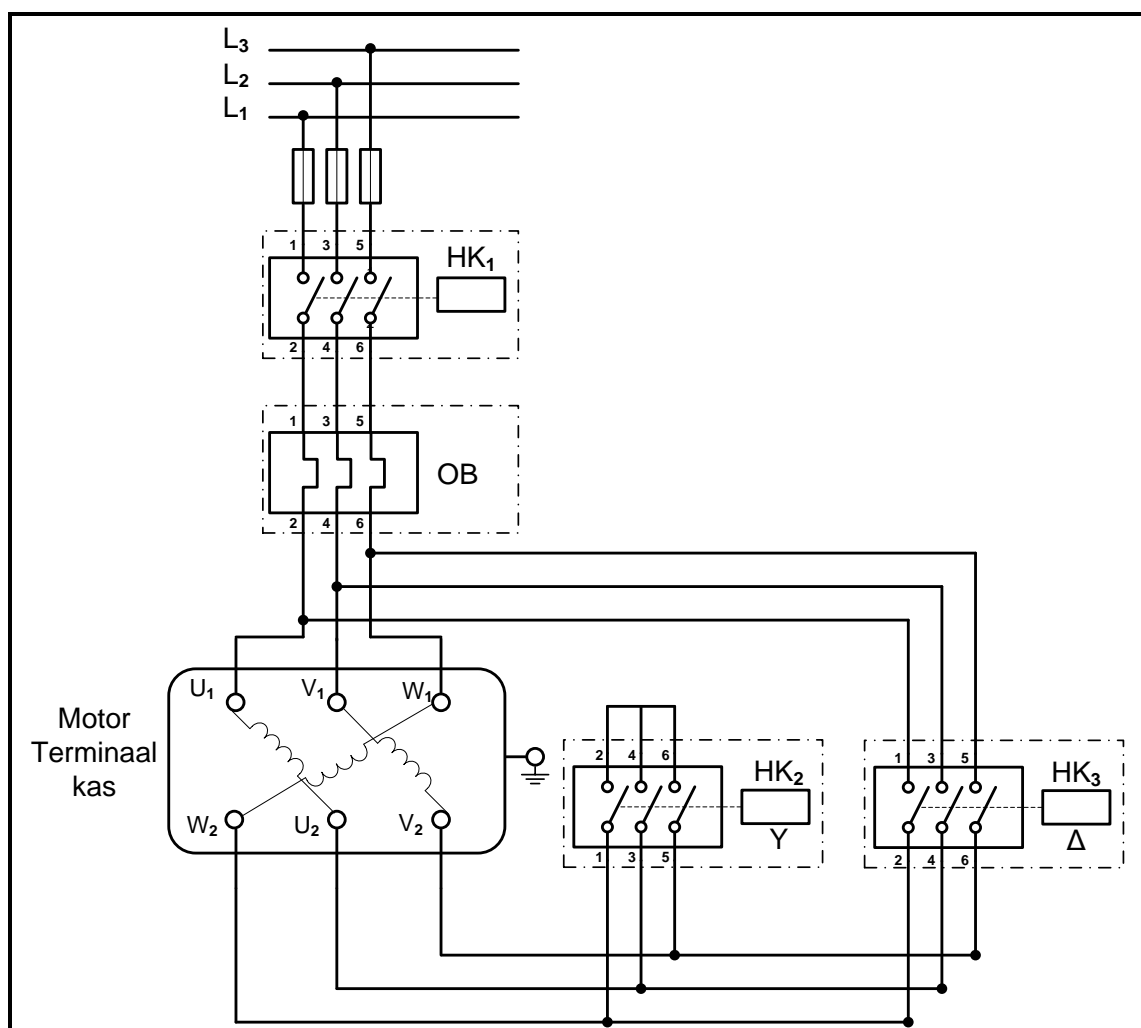 L₃
L₂
L₁
1 3 5
HK₁
2
2 4 6
1 3 5
OB
2 4 6
U₁ V₁ W₁
Motor
Terminaal
kas
W₂ U₂ V₂
2 4 6
HK₂
Y
1 3 5
1 3 5
HK₃
Δ
2 4 6